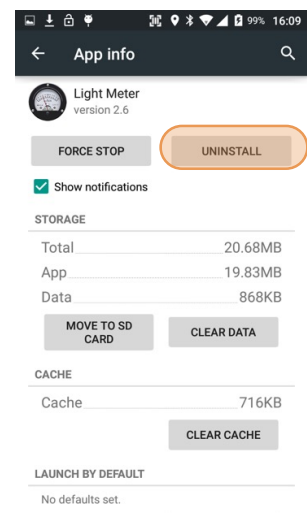 99% 16:09
App info
Light Meter
version 2.6
FORCE STOP UNINSTALL
Show notifications
STORAGE
Total 20.68MB
App 19.83MB
Data 868KB
MOVE TO SD
CARD
CLEAR DATA
CACHE
Cache 716KB
CLEAR CACHE
LAUNCH BY DEFAULT
No defaults set.